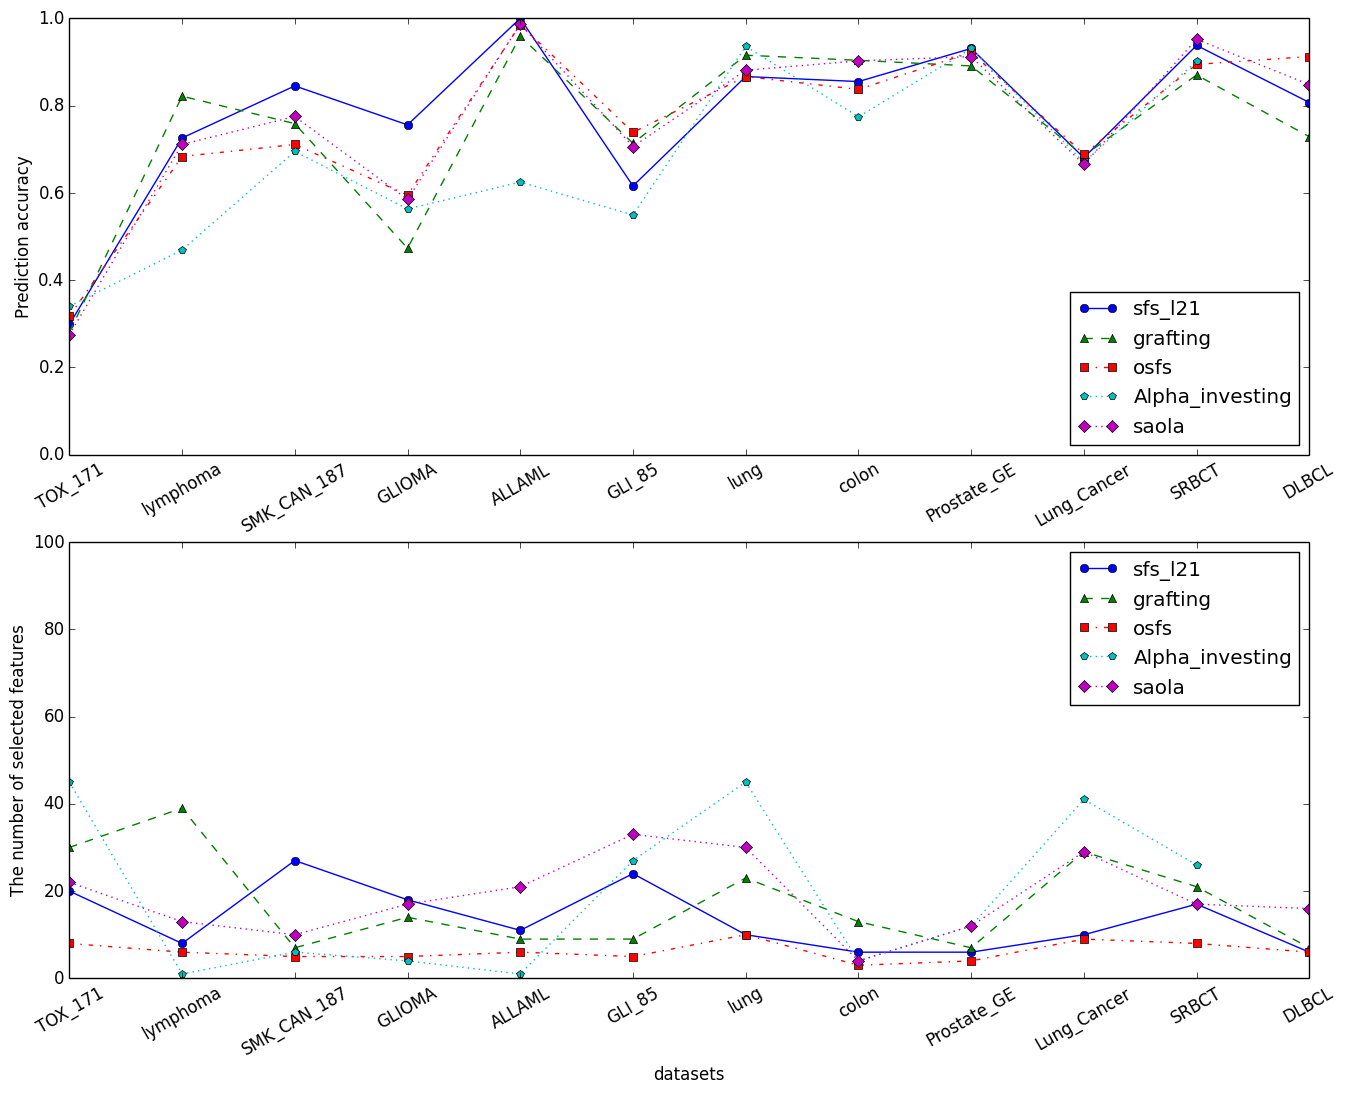 1.0
0.8
0.6
0.4
0.2
0.0
Prediction accuracy
sfs_l21
grafting
osfs
Alpha_investing
saola
TOX_171 lymphoma SMK_CAN_187 GLIOMA ALLAML GLI_85 lung colon Prostate_GE Lung_Cancer SRBCT DLBCL
100
80
60
40
20
0
The number of selected features
sfs_l21
grafting
osfs
Alpha_investing
saola
TOX_171 lymphoma SMK_CAN_187 GLIOMA ALLAML GLI_85 lung colon Prostate_GE Lung_Cancer SRBCT DLBCL
datasets